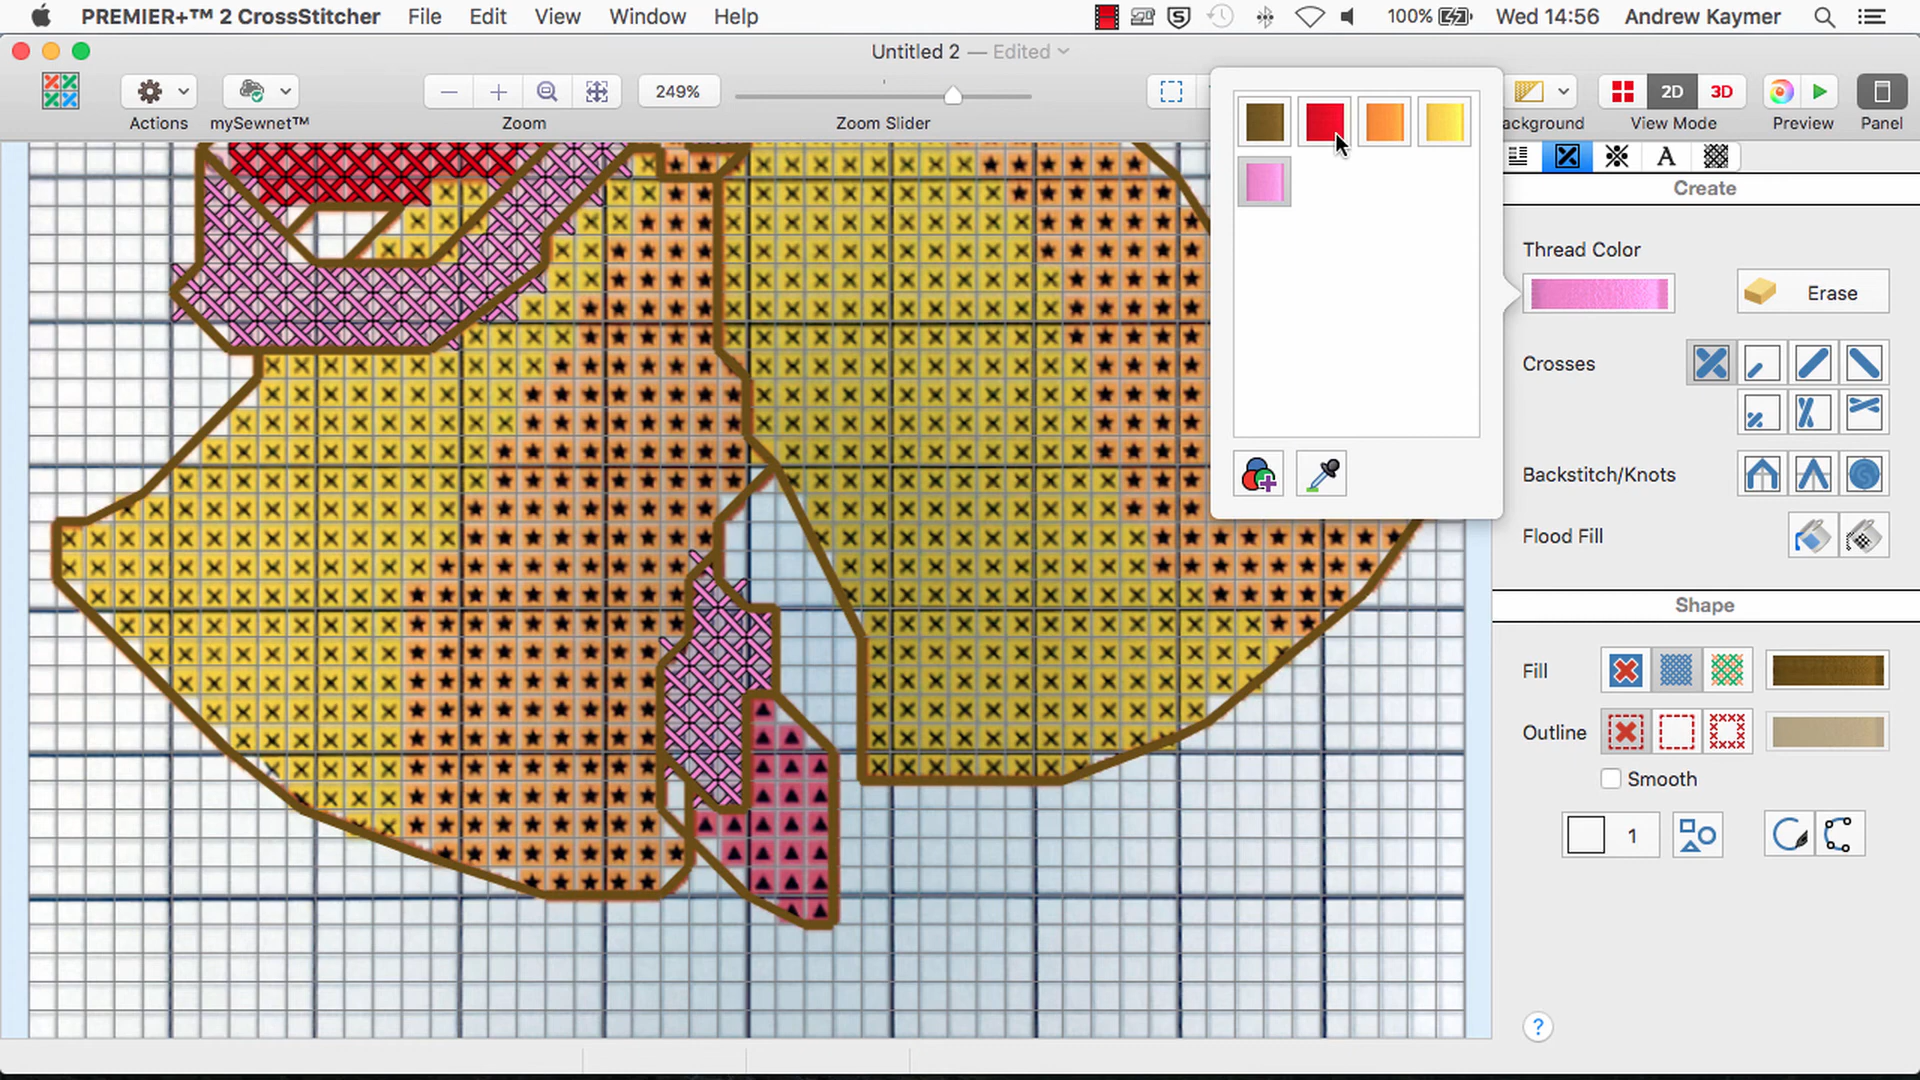 PREMIER+™ 2 CrossStitcher File Edit View Window Help 100% Wed 14:56 Andrew Kaymer
Untitled 2 — Edited
249% 2D 3D
Actions mySewnet™ Zoom Zoom Slider ackground View Mode Preview Panel
A
Create
Thread Color
Erase
Crosses
Backstitch/Knots
Flood Fill
Shape
Fill
Outline
Smooth
1
?